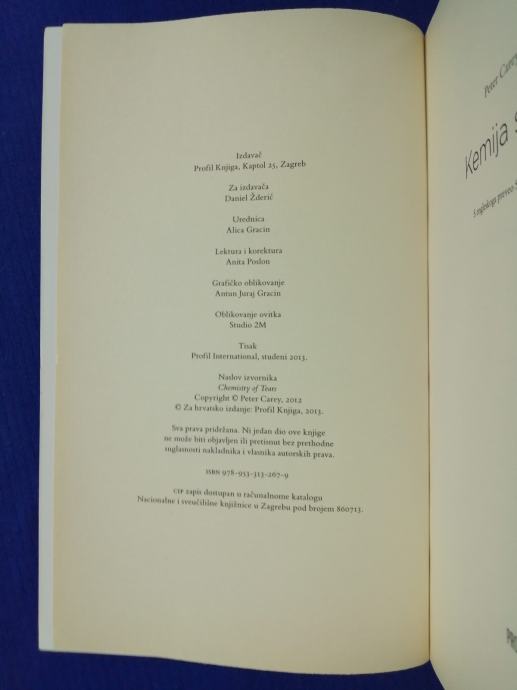 Izdavač
Profil Knjiga, Kaptol 25, Zagreb
Za izdavača
Daniel Žderić
Urednica
Alica Gracin
Lektura i korektura
Anita Poslon
Grafičko oblikovanje
Antun Juraj Gracin
Oblikovanje ovitka
Studio 2M
Tisak
Profil International, studeni 2013.
Naslov izvornika
Chemistry of Tears
Copyright © Peter Carey, 2012
© Za hrvatsko izdanje: Profil Knjiga, 2013.
Sva prava pridržana. Ni jedan dio ove knjige
ne može biti objavljen ili pretisnut bez prethodne
suglasnosti nakladnika i vlasnika autorskih prava.
ISBN 978-953-313-267-9
CIP zapis dostupan u računalnome katalogu
Nacionalne i sveučilišne knjižnice u Zagrebu pod brojem 860713.
Peter Carey
Kemija
S engleskoga preveo